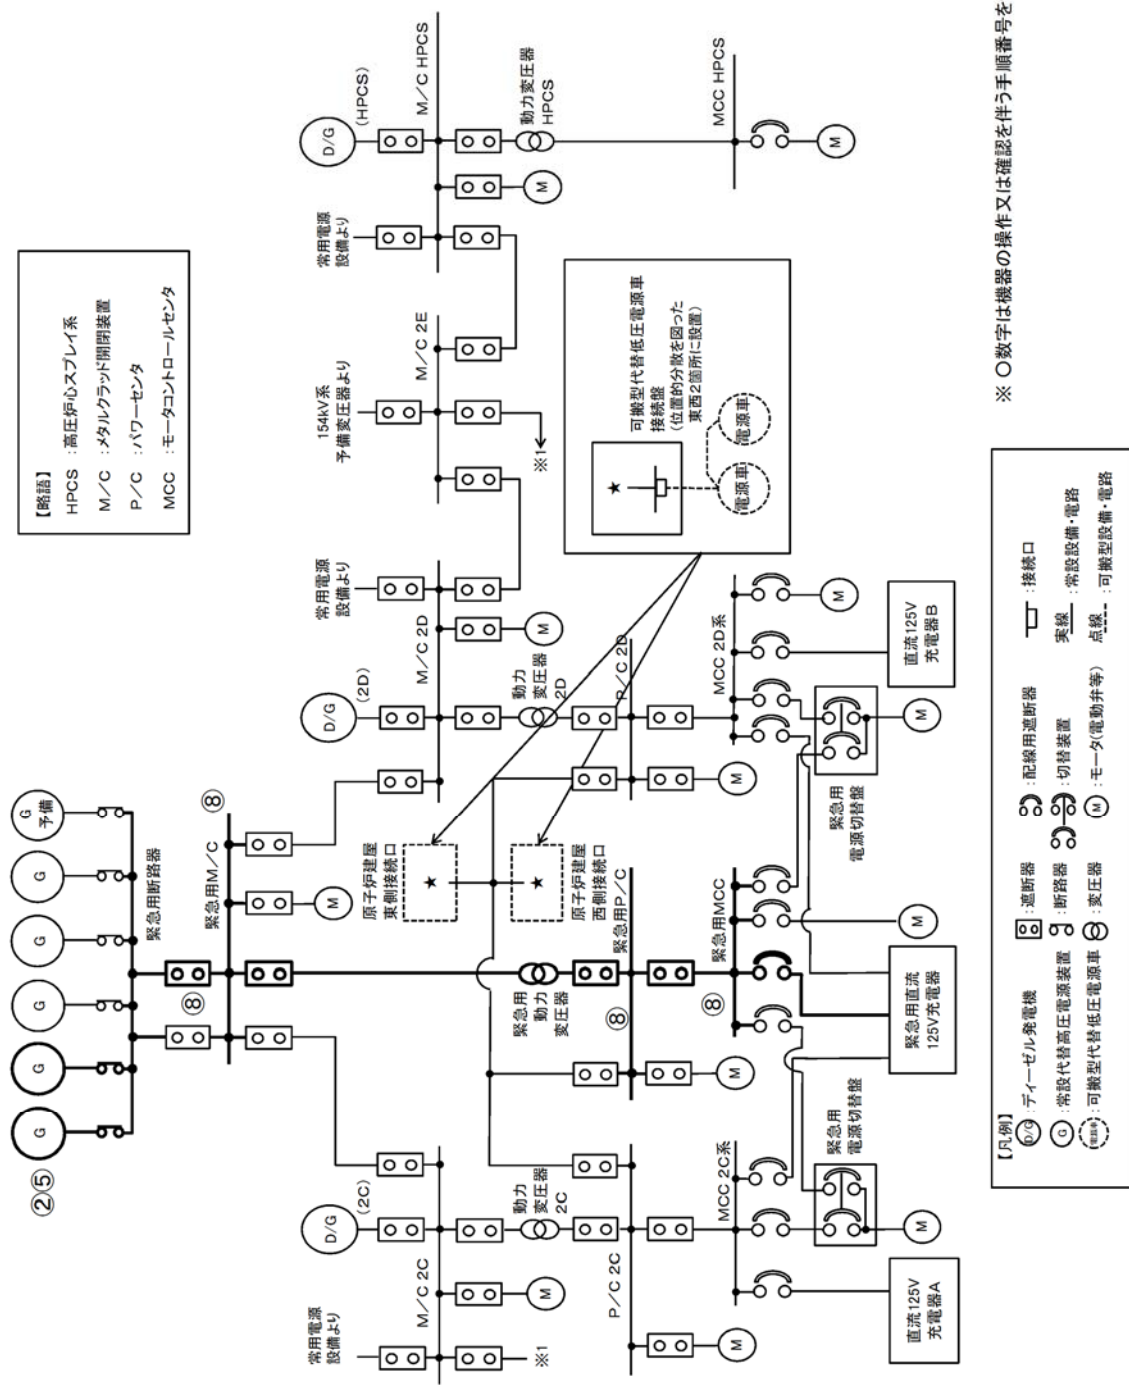 ②⑤
G
G
G
G
G
G
予備
緊急用断路器
⑧
緊急用M/C
⑧
【略語】
HPCS :高圧炉心スプレイ系
M/C :メタルクラッド開閉装置
P/C :パワーセンタ
MCC :モータコントロールセンタ
常用電源
設備より
D/G
(2C)
M/C 2C
※1
M
M
D/G
(2D)
M/C 2D
M
常用電源
設備より
154kV系
予備変圧器より
M/C 2E
※1
常用電源
設備より
D/G
(HPCS)
M/C HPCS
M
動力
変圧器
2C
緊急用
動力
変圧器
原子炉建屋
東側接続口
★
原子炉建屋
西側接続口
★
動力
変圧器
2D
動力変圧器
HPCS
可搬型代替低圧電源車
接続盤
(位置的分散を図った
東西2箇所に設置)
★
電源車
電源車
P/C 2C
M
⑧
緊急用P/C
M
P/C 2D
M
MCC 2C系
⑧
緊急用MCC
MCC 2D系
MCC HPCS
緊急用
電源切替盤
M
M
緊急用
電源切替盤
M
M
M
直流125V
充電器A
緊急用直流
125V充電器
直流125V
充電器B
【凡例】
D/G :ディーゼル発電機
G :常設代替高圧電源装置
電源車 :可搬型代替低圧電源車
:遮断器
:断路器
:変圧器
:配線用遮断器
:切替装置
M :モータ(電動弁等)
:接続口
実線 :常設設備・電路
点線 :可搬型設備・電路
※ ○数字は機器の操作又は確認を伴う手順番号を